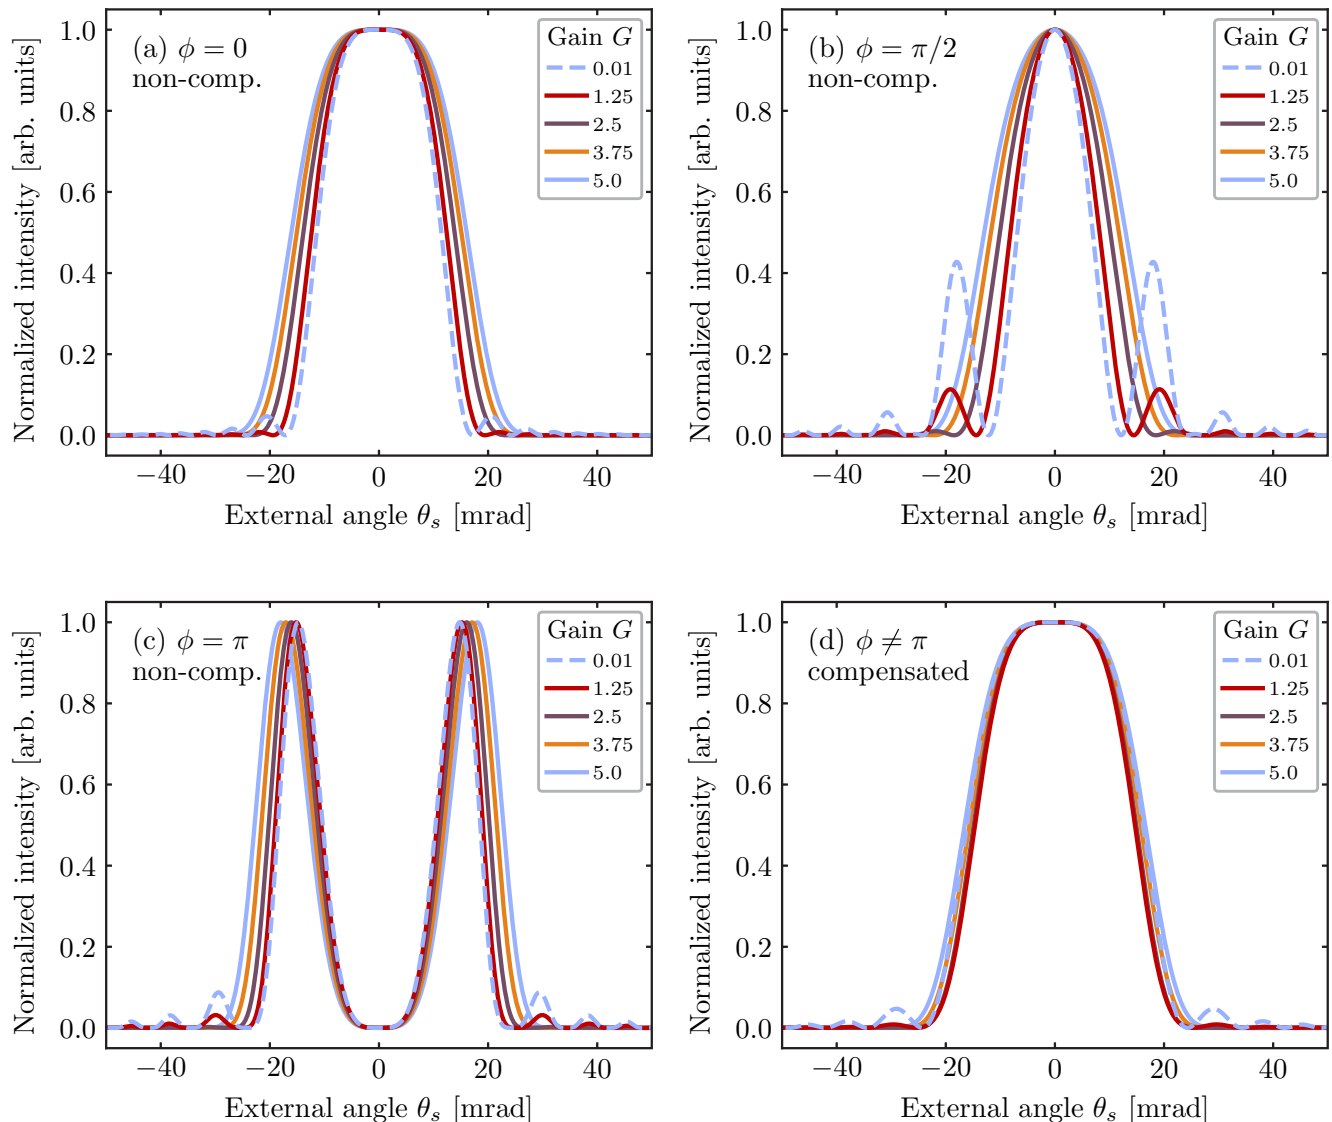 (a) ϕ = 0
non-comp.
Gain G
0.01
1.25
2.5
3.75
5.0
1.0
0.8
0.6
0.4
0.2
0.0
Normalized intensity [arb. units]
−40 −20 0 20 40
External angle θs [mrad]
(b) ϕ = π/2
non-comp.
Gain G
0.01
1.25
2.5
3.75
5.0
1.0
0.8
0.6
0.4
0.2
0.0
Normalized intensity [arb. units]
−40 −20 0 20 40
External angle θs [mrad]
(c) ϕ = π
non-comp.
Gain G
0.01
1.25
2.5
3.75
5.0
1.0
0.8
0.6
0.4
0.2
0.0
Normalized intensity [arb. units]
−40 −20 0 20 40
External angle θs [mrad]
(d) ϕ ≠ π
compensated
Gain G
0.01
1.25
2.5
3.75
5.0
1.0
0.8
0.6
0.4
0.2
0.0
Normalized intensity [arb. units]
−40 −20 0 20 40
External angle θs [mrad]